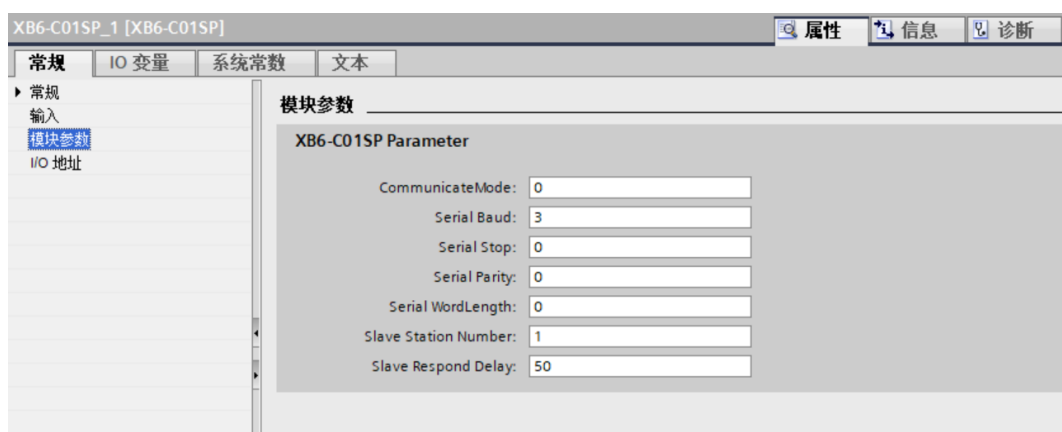 XB6-C01SP_1 [XB6-C01SP]
属性 信息 诊断
常规 IO 变量 系统常数 文本
常规
输入
模块参数
I/O 地址
模块参数
XB6-C01SP Parameter
CommunicateMode: 0
Serial Baud: 3
Serial Stop: 0
Serial Parity: 0
Serial WordLength: 0
Slave Station Number: 1
Slave Respond Delay: 50